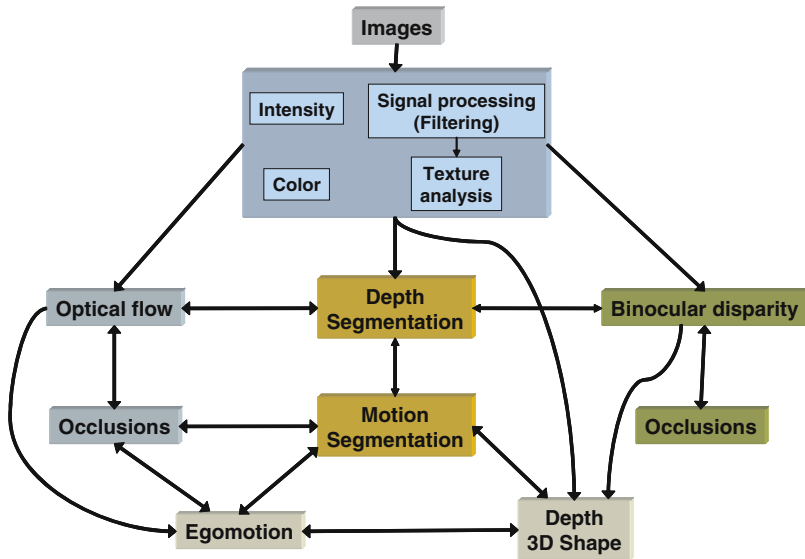 Images
Intensity
Signal processing
(Filtering)
Color
Texture
analysis
Optical flow
Depth
Segmentation
Binocular disparity
Occlusions
Motion
Segmentation
Occlusions
Egomotion
Depth
3D Shape